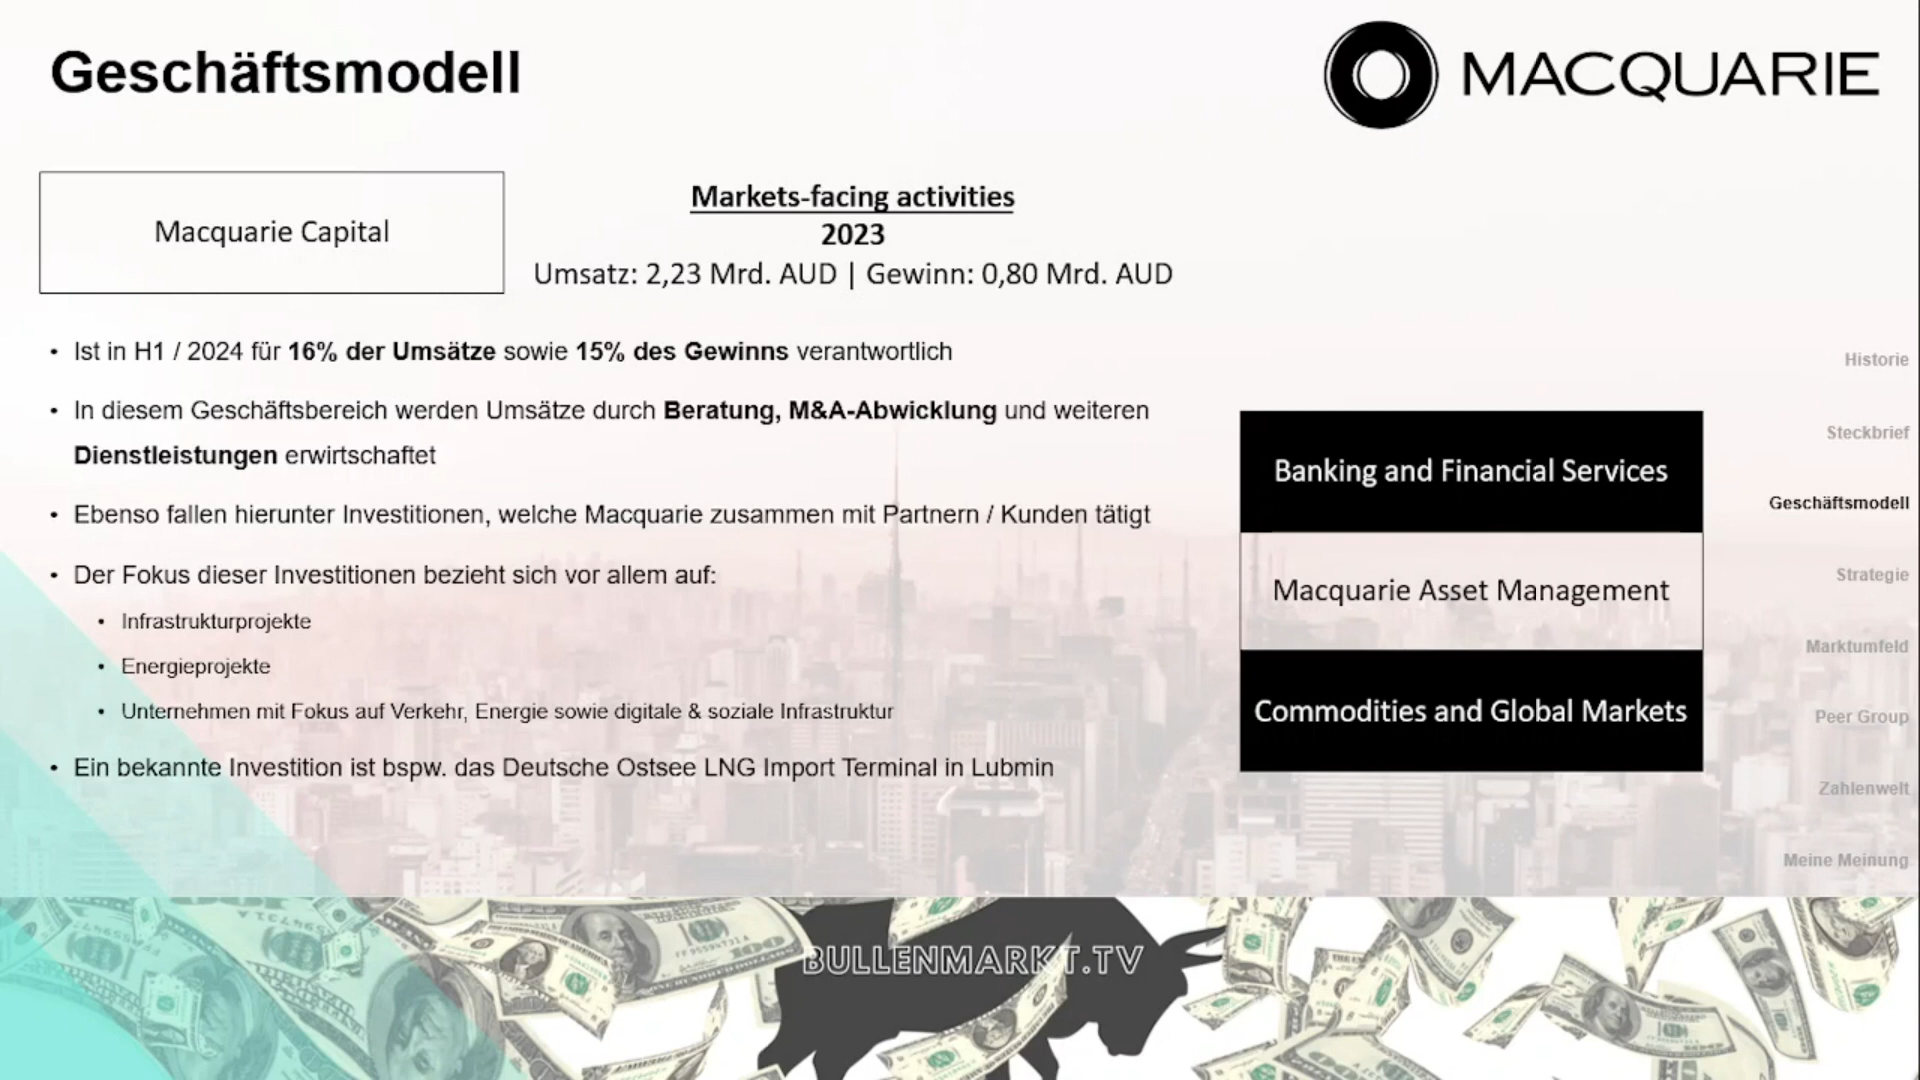 Geschäftsmodell
MACQUARIE
Macquarie Capital
Markets-facing activities
2023
Umsatz: 2,23 Mrd. AUD | Gewinn: 0,80 Mrd. AUD
• Ist in H1 / 2024 für 16% der Umsätze sowie 15% des Gewinns verantwortlich
• In diesem Geschäftsbereich werden Umsätze durch Beratung, M&A-Abwicklung und weiteren
Dienstleistungen erwirtschaftet
• Ebenso fallen hierunter Investitionen, welche Macquarie zusammen mit Partnern / Kunden tätigt
• Der Fokus dieser Investitionen bezieht sich vor allem auf:
• Infrastrukturprojekte
• Energieprojekte
• Unternehmen mit Fokus auf Verkehr, Energie sowie digitale & soziale Infrastruktur
• Ein bekannte Investition ist bspw. das Deutsche Ostsee LNG Import Terminal in Lubmin
Banking and Financial Services
Macquarie Asset Management
Commodities and Global Markets
Historie
Steckbrief
Geschäftsmodell
Strategie
Marktumfeld
Peer Group
Zahlenwelt
Meine Meinung
BULLENMARKT.TV